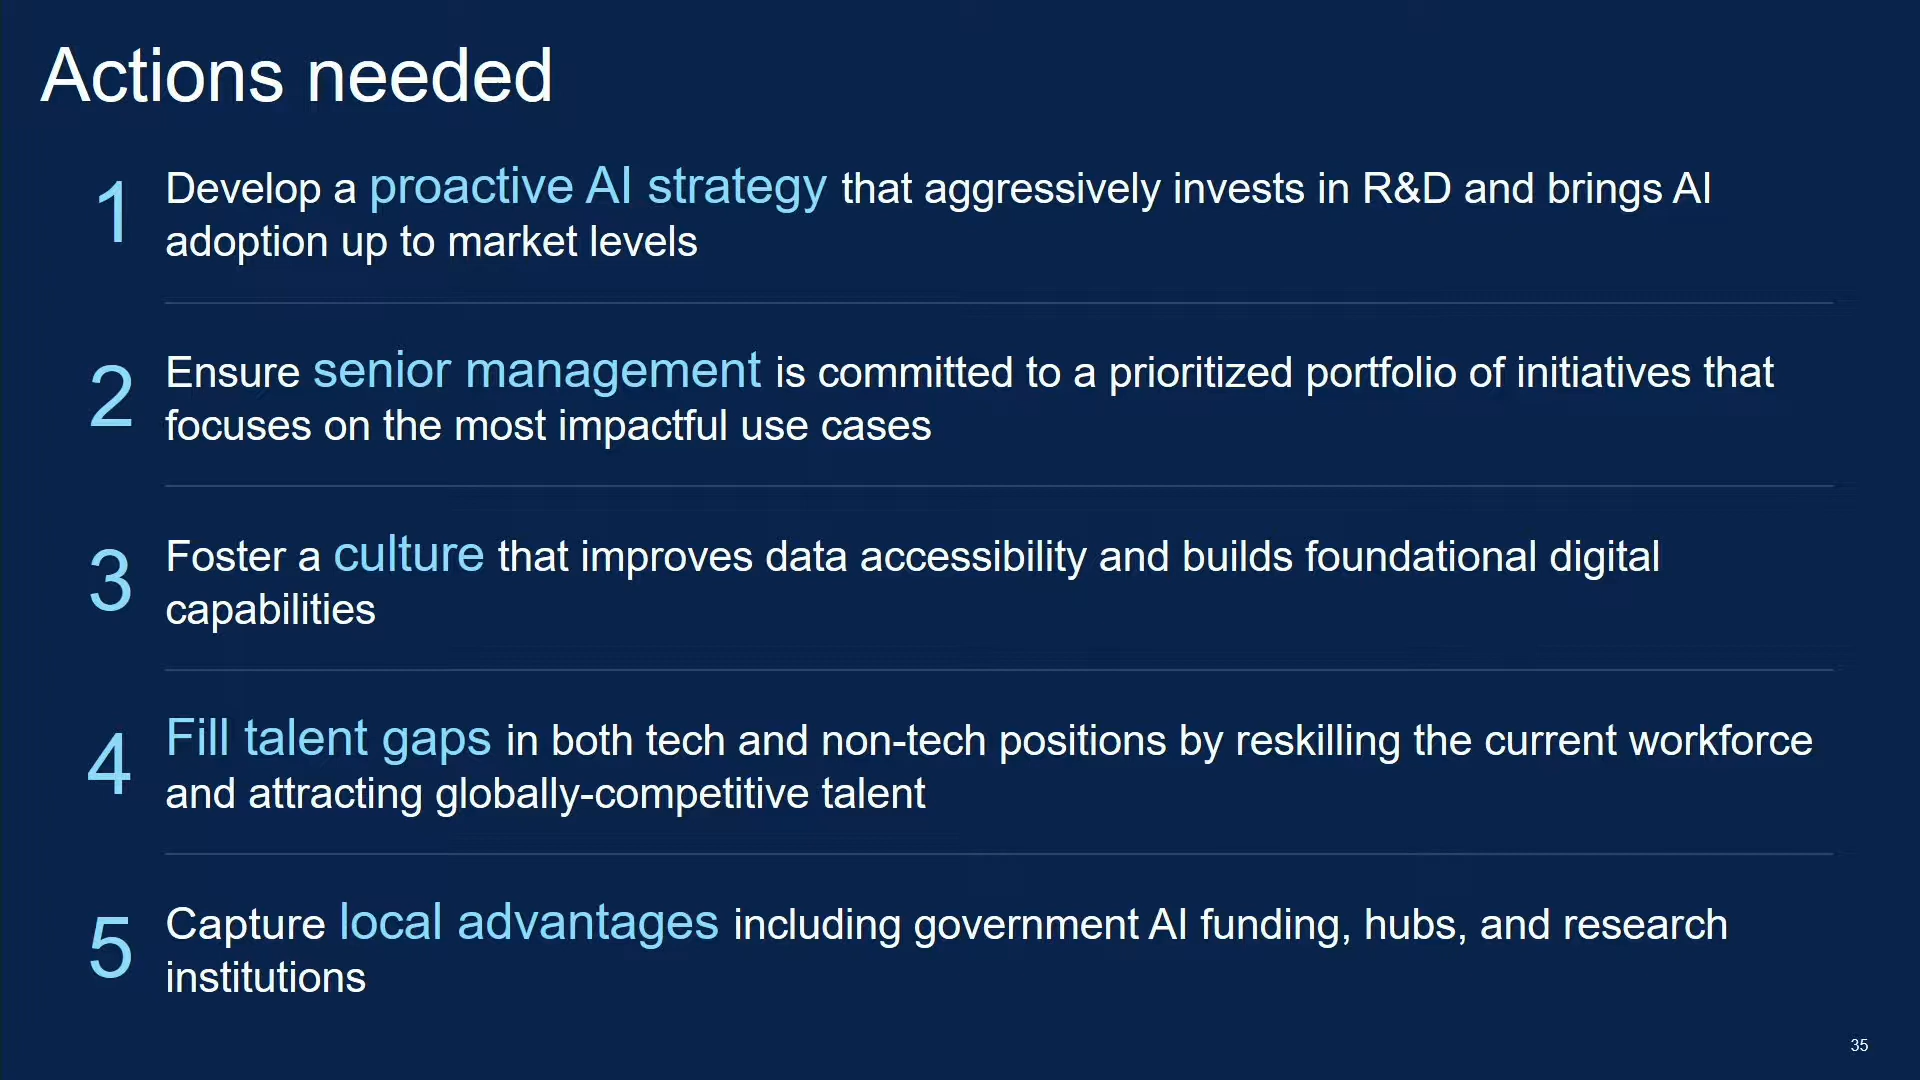 Actions needed
1
Develop a proactive AI strategy that aggressively invests in R&D and brings AI
adoption up to market levels
2
Ensure senior management is committed to a prioritized portfolio of initiatives that
focuses on the most impactful use cases
3
Foster a culture that improves data accessibility and builds foundational digital
capabilities
4
Fill talent gaps in both tech and non-tech positions by reskilling the current workforce
and attracting globally-competitive talent
5
Capture local advantages including government AI funding, hubs, and research
institutions
35